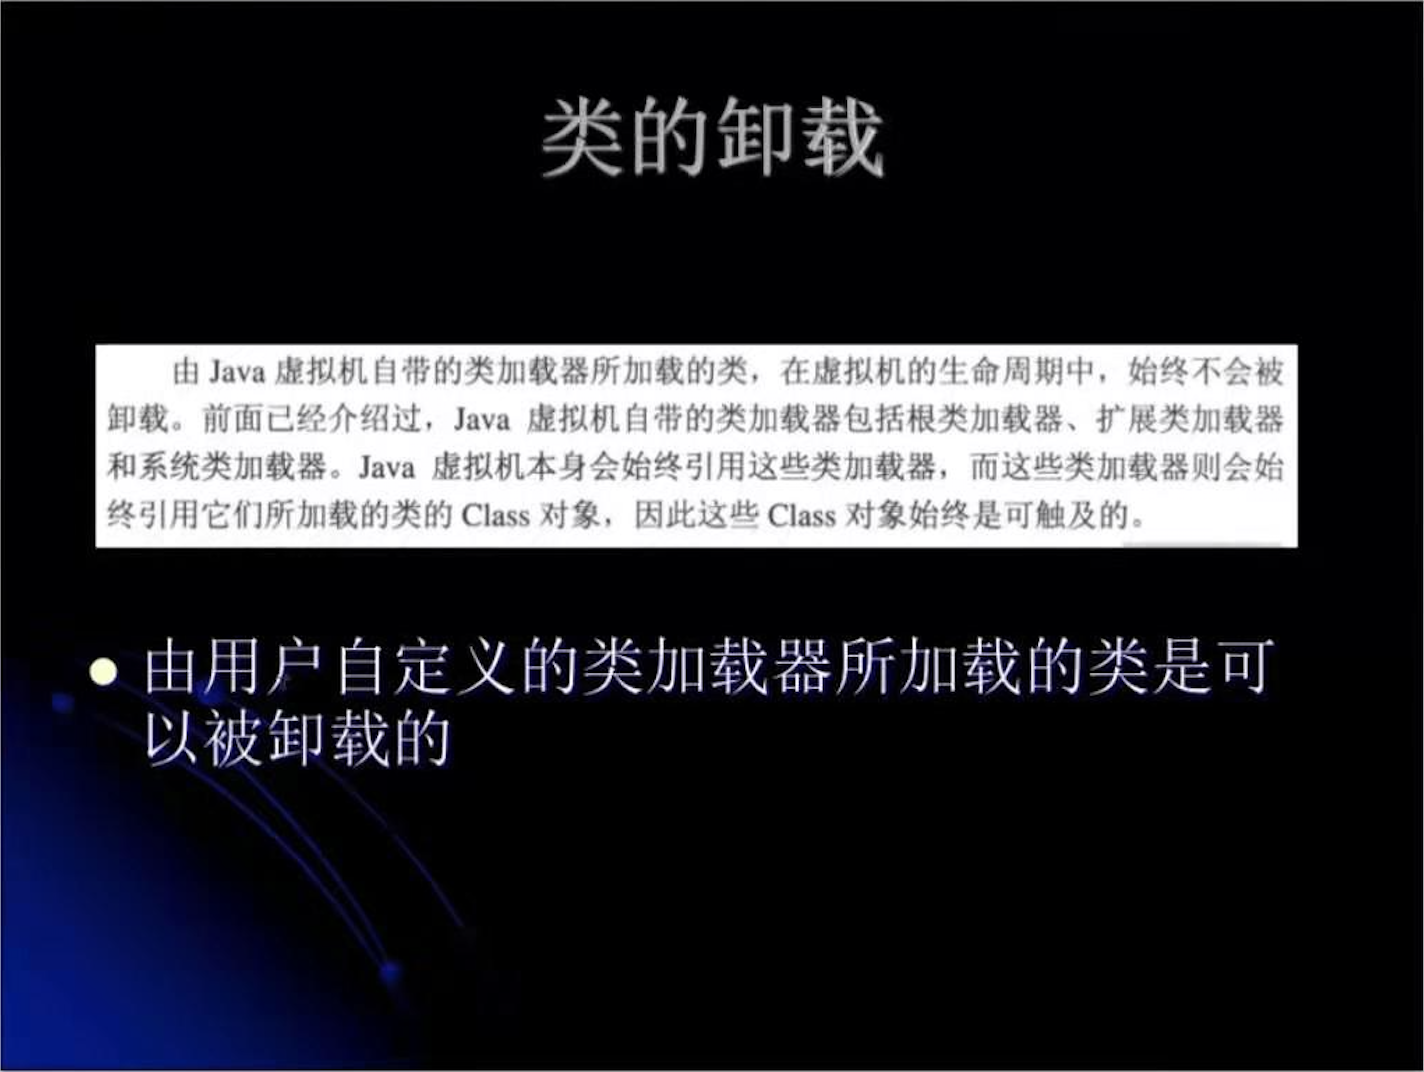 类的卸载
由 Java 虚拟机自带的类加载器所加载的类，在虚拟机的生命周期中，始终不会被
卸载。前面已经介绍过，Java 虚拟机自带的类加载器包括根类加载器、扩展类加载器
和系统类加载器。Java 虚拟机本身会始终引用这些类加载器，而这些类加载器则会始
终引用它们所加载的类的 Class 对象，因此这些 Class 对象始终是可触及的。
由用户自定义的类加载器所加载的类是可
以被卸载的